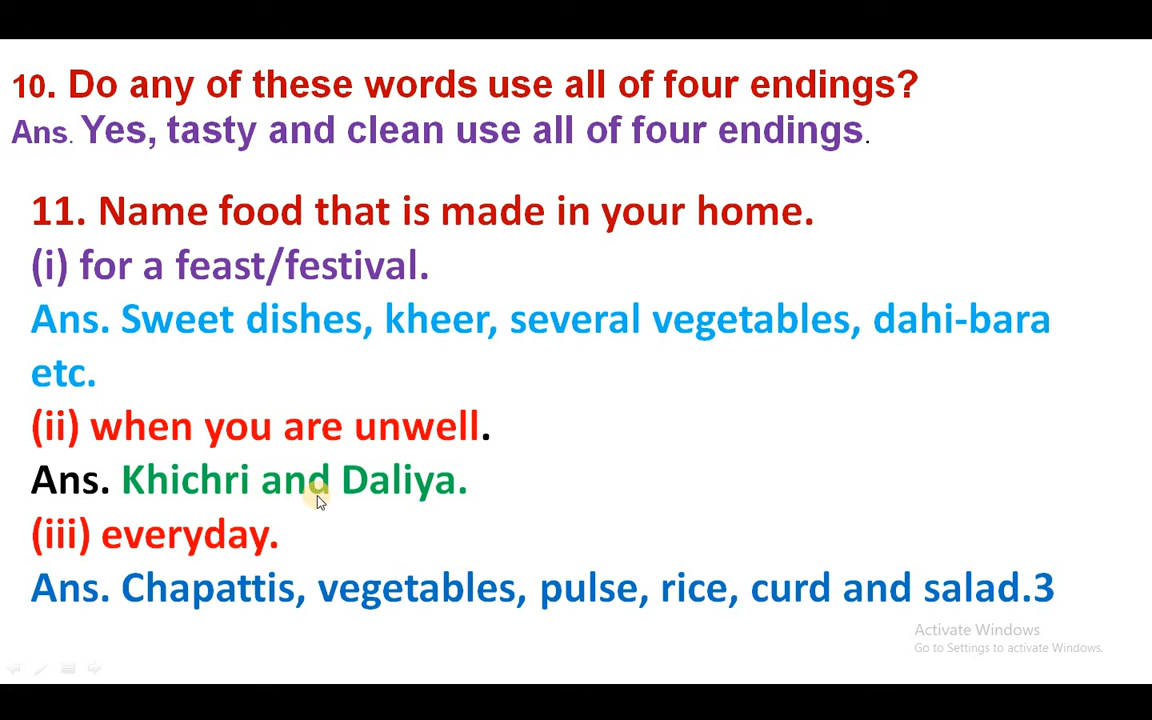 10. Do any of these words use all of four endings?
Ans. Yes, tasty and clean use all of four endings.
11. Name food that is made in your home.
(i) for a feast/festival.
Ans. Sweet dishes, kheer, several vegetables, dahi-bara
etc.
(ii) when you are unwell.
Ans. Khichri and Daliya.
(iii) everyday.
Ans. Chapattis, vegetables, pulse, rice, curd and salad.3
Activate Windows
Go to Settings to activate Windows.